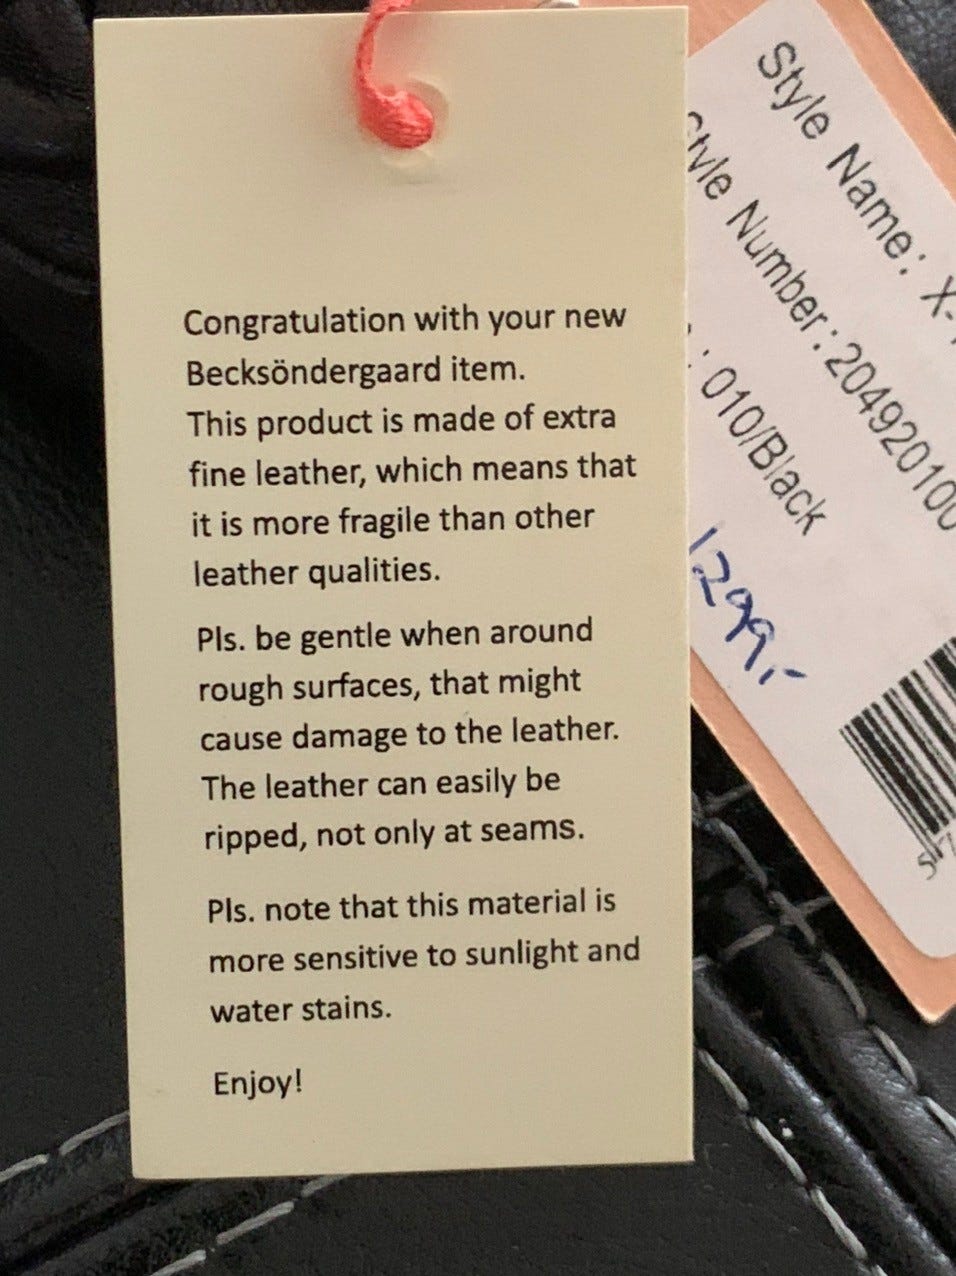 Congratulation with your new
Becksöndergaard item.
This product is made of extra
fine leather, which means that
it is more fragile than other
leather qualities.
Pls. be gentle when around
rough surfaces, that might
cause damage to the leather.
The leather can easily be
ripped, not only at seams.
Pls. note that this material is
more sensitive to sunlight and
water stains.
Enjoy!
Style Name: X-
Style Number: 204920100
: 010/Black
1299,-
5